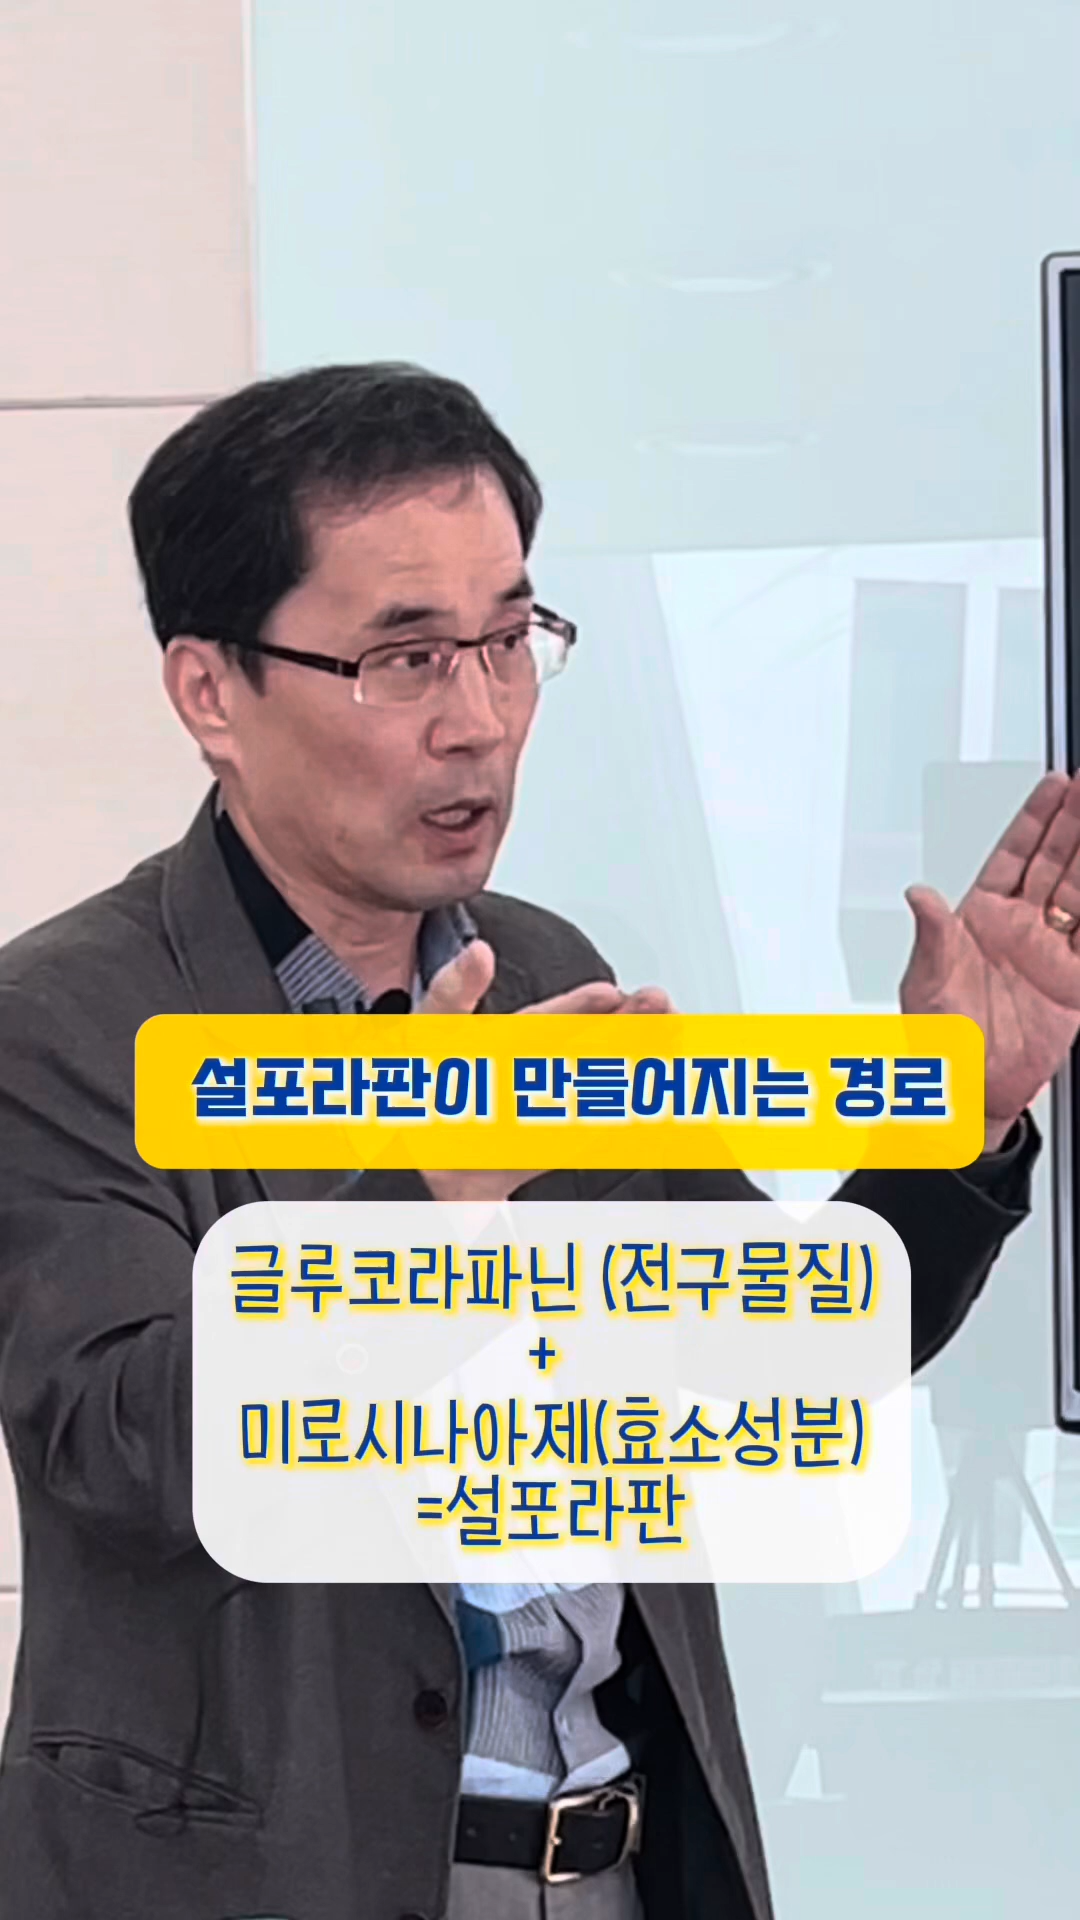 설포라판이 만들어지는 경로
글루코라파닌 (전구물질)
+
미로시나아제(효소성분)
=설포라판